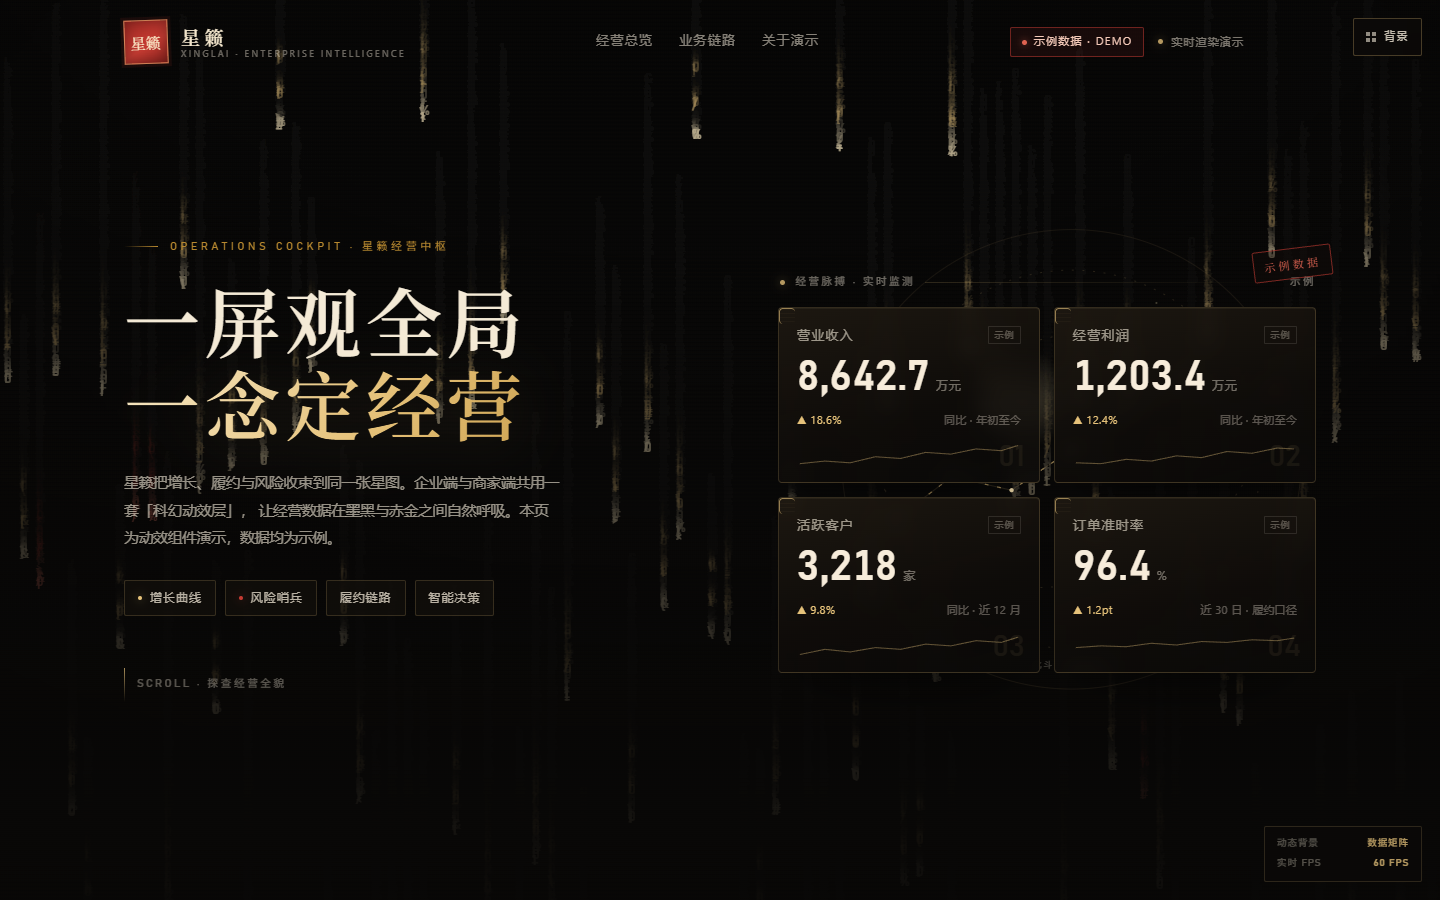 星籁
星籁
XINGLAI · ENTERPRISE INTELLIGENCE
经营总览
业务链路
关于演示
示例数据 · DEMO
实时渲染演示
背景
OPERATIONS COCKPIT · 星籁经营中枢
一屏观全局
一念定经营
星籁把增长、履约与风险收束到同一张星图。企业端与商家端共用一
套「科幻动效层」，让经营数据在墨黑与赤金之间自然呼吸。本页
为动效组件演示，数据均为示例。
增长曲线
风险哨兵
履约链路
智能决策
SCROLL · 探查经营全貌
经营脉搏 · 实时监测
示例数据
示例
营业收入
示例
8,642.7 万元
▲ 18.6%
同比 · 年初至今
01
经营利润
示例
1,203.4 万元
▲ 12.4%
同比 · 年初至今
02
活跃客户
示例
3,218 家
▲ 9.8%
同比 · 近 12 月
03
订单准时率
示例
96.4 %
▲ 1.2pt
近 30 日 · 履约口径
04
动态背景
数据矩阵
实时 FPS
60 FPS